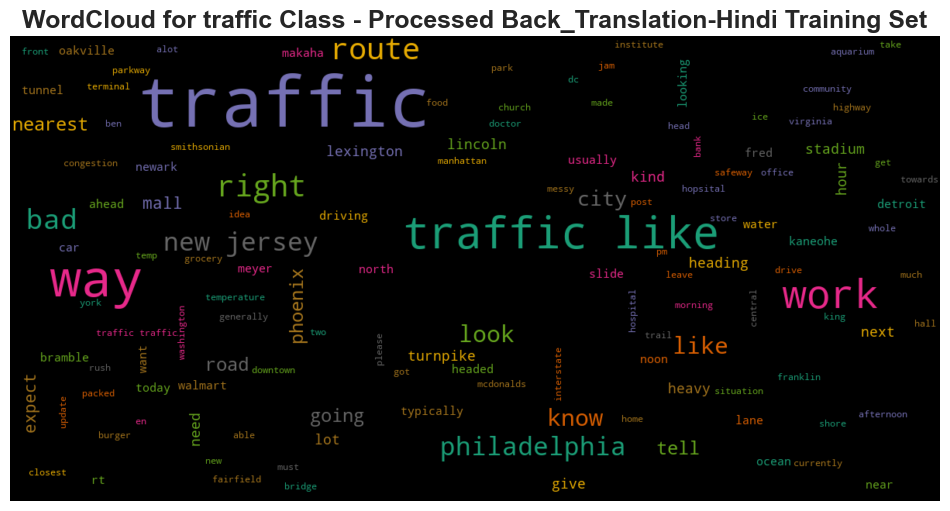 WordCloud for traffic Class - Processed Back_Translation-Hindi Training Set
front
oakville
alot
makaha
route
institute
take
aquarium
parkway
park
jam
looking
tunnel
terminal
traffic
dc
community
food
church
made
highway
nearest
ben
doctor
head
ice
virginia
smithsonian
lexington
lincoln
bank
fred
stadium
congestion
newark
manhattan
usually
get
kind
safeway
office
hour
towards
right
messy
hopsital
ahead
mall
city
post
detroit
bad
idea
driving
traffic like
store
water
whole
car
new jersey
kaneohe
temp
grocery
pm
heading
way
meyer
north
slide
leave
drive
much
york
temperature
phoenix
hospital
morning
central
work
generally
king
hall
traffic traffic
washington
two
look
trail
next
please
like
bramble
rush
want
road
downtown
turnpike
noon
headed
got
interstate
franklin
expect
update
packed
today
walmart
mcdonalds
heavy
situation
en
need
going
typically
know
home
lane
afternoon
shore
burger
able
lot
philadelphia
tell
closest
new
must
ocean
currently
rt
fairfield
bridge
give
near